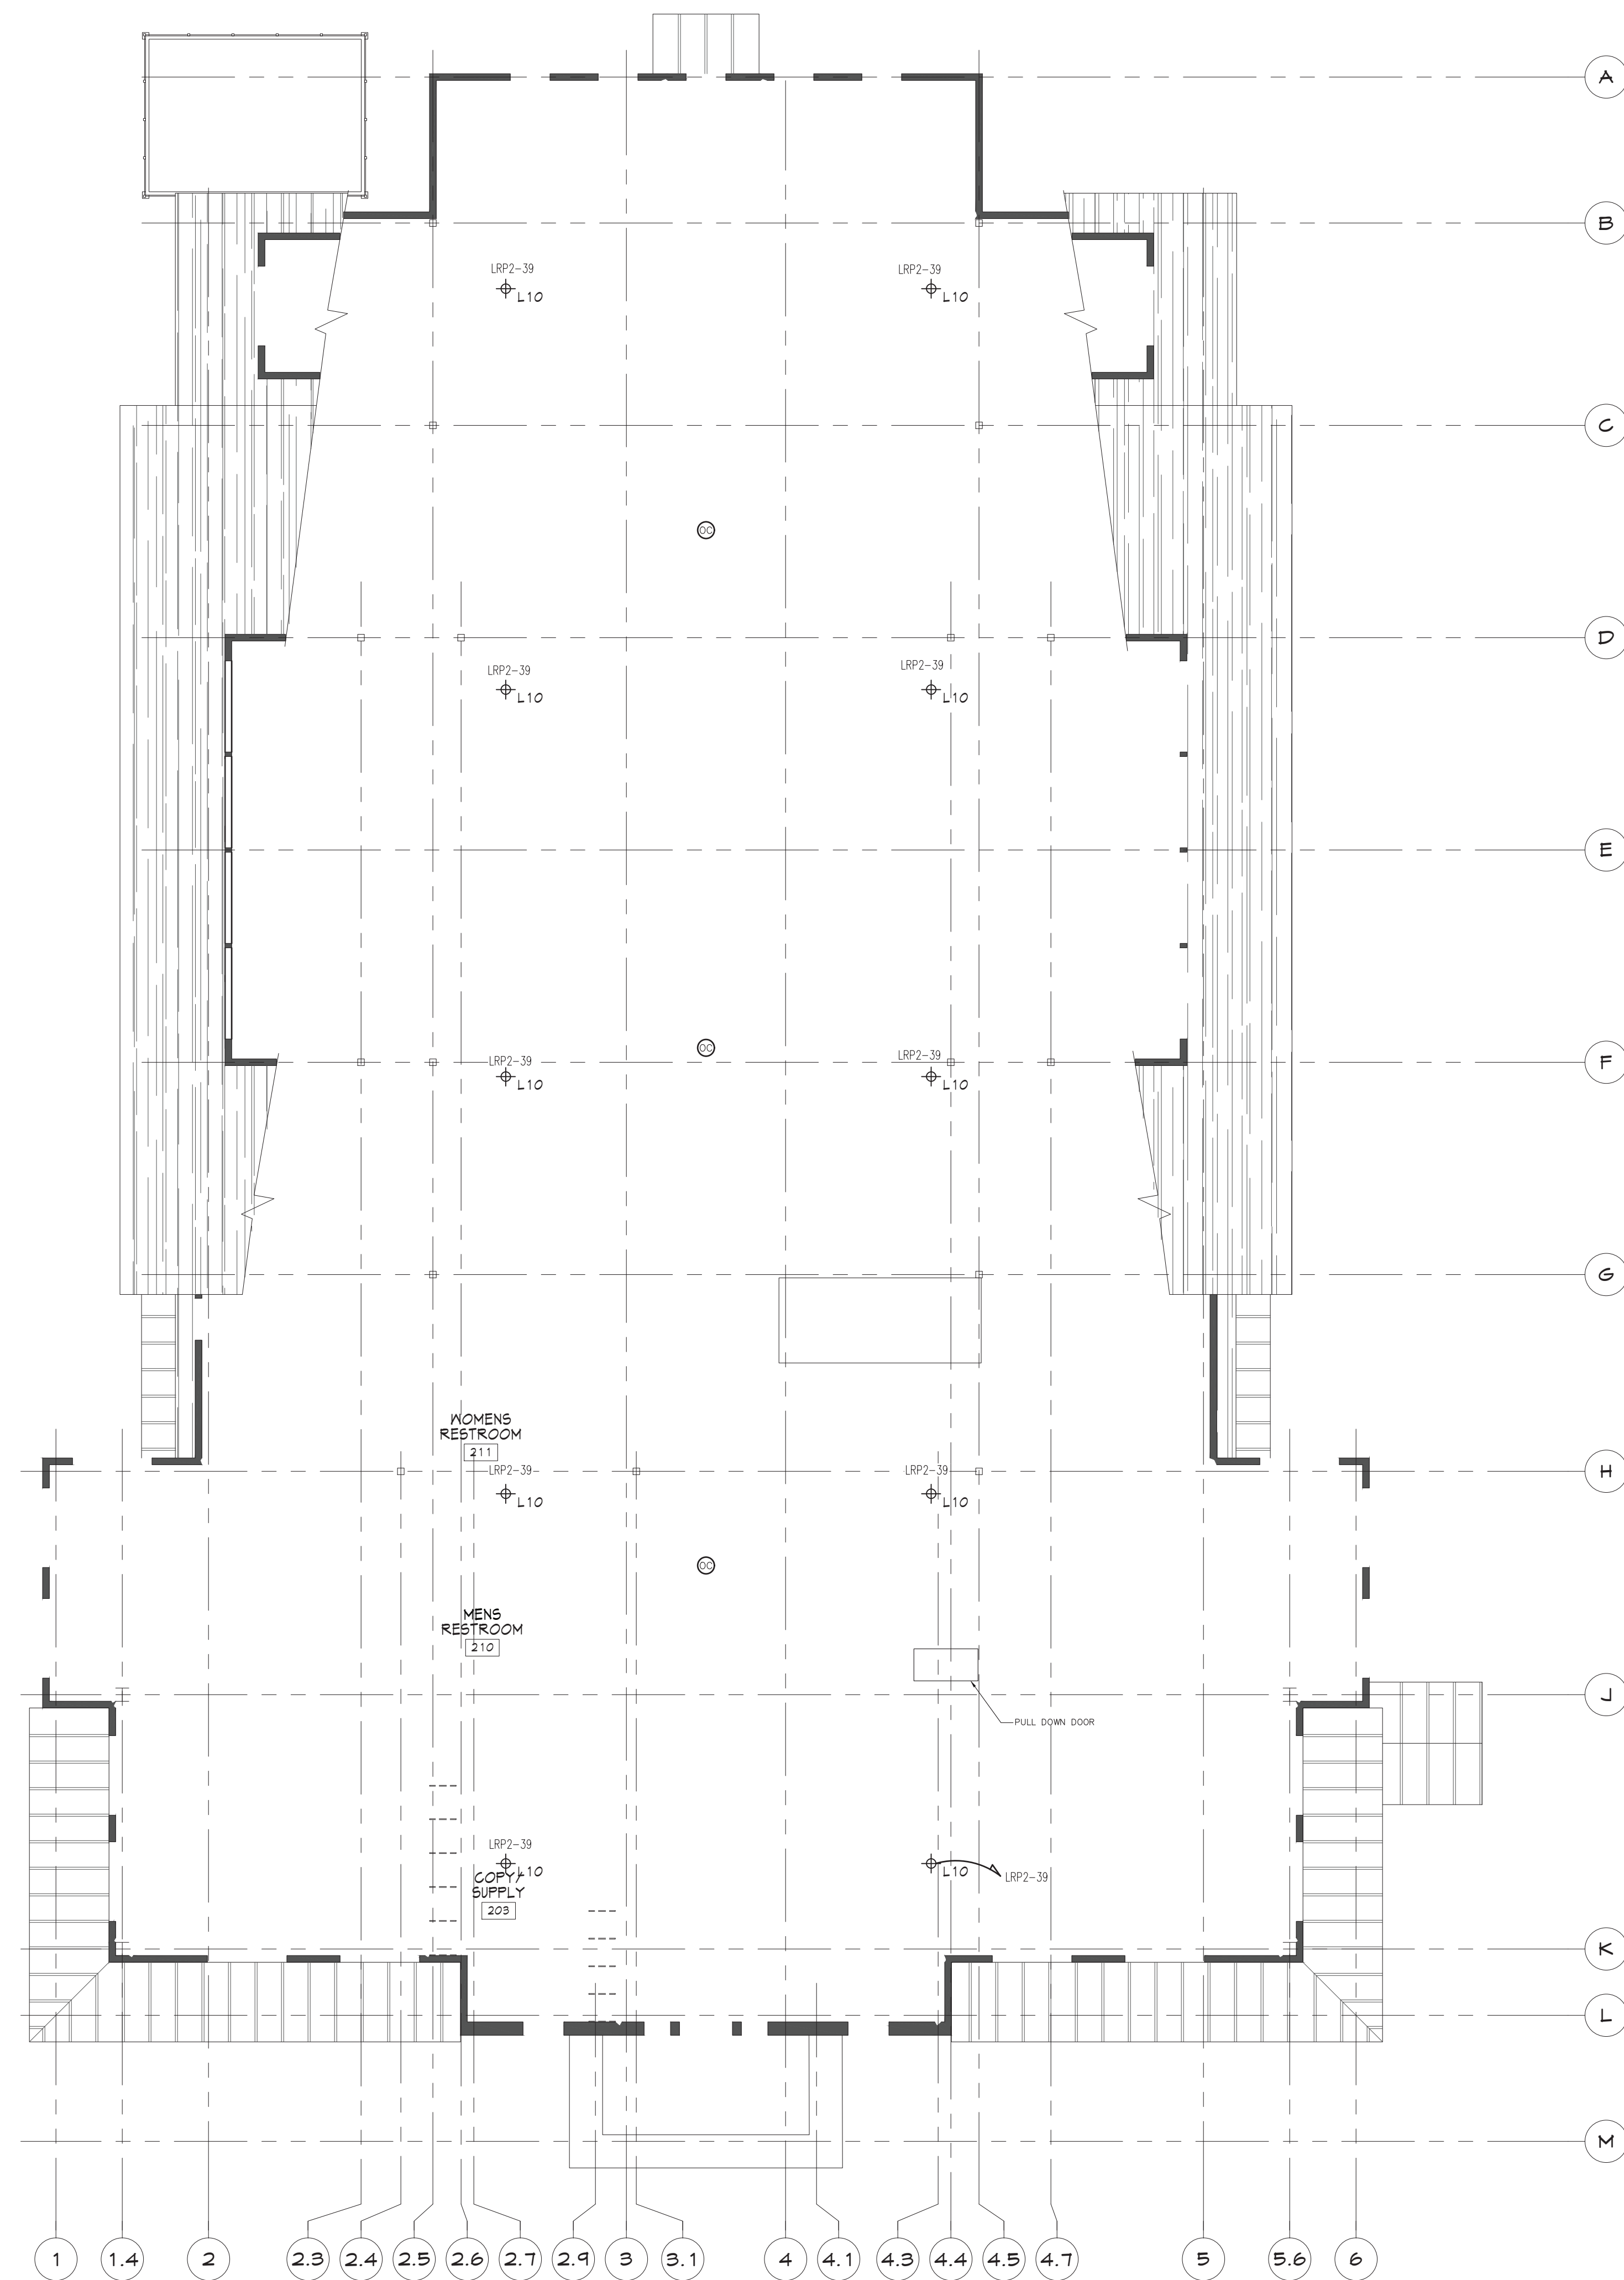 A
B
LRP2-39
LRP2-39
L10
L10
C
OC
D
LRP2-39
LRP2-39
L10
L10
E
OC
F
LRP2-39
LRP2-39
L10
L10
G
WOMENS
RESTROOM
211
H
LRP2-39
LRP2-39
L10
L10
OC
MENS
RESTROOM
210
J
PULL DOWN DOOR
LRP2-39
L10
L10
LRP2-39
COPY/
SUPPLY
203
K
L
M
1
1.4
2
2.3
2.4
2.5
2.6
2.7
2.9
3
3.1
4
4.1
4.3
4.4
4.5
4.7
5
5.6
6